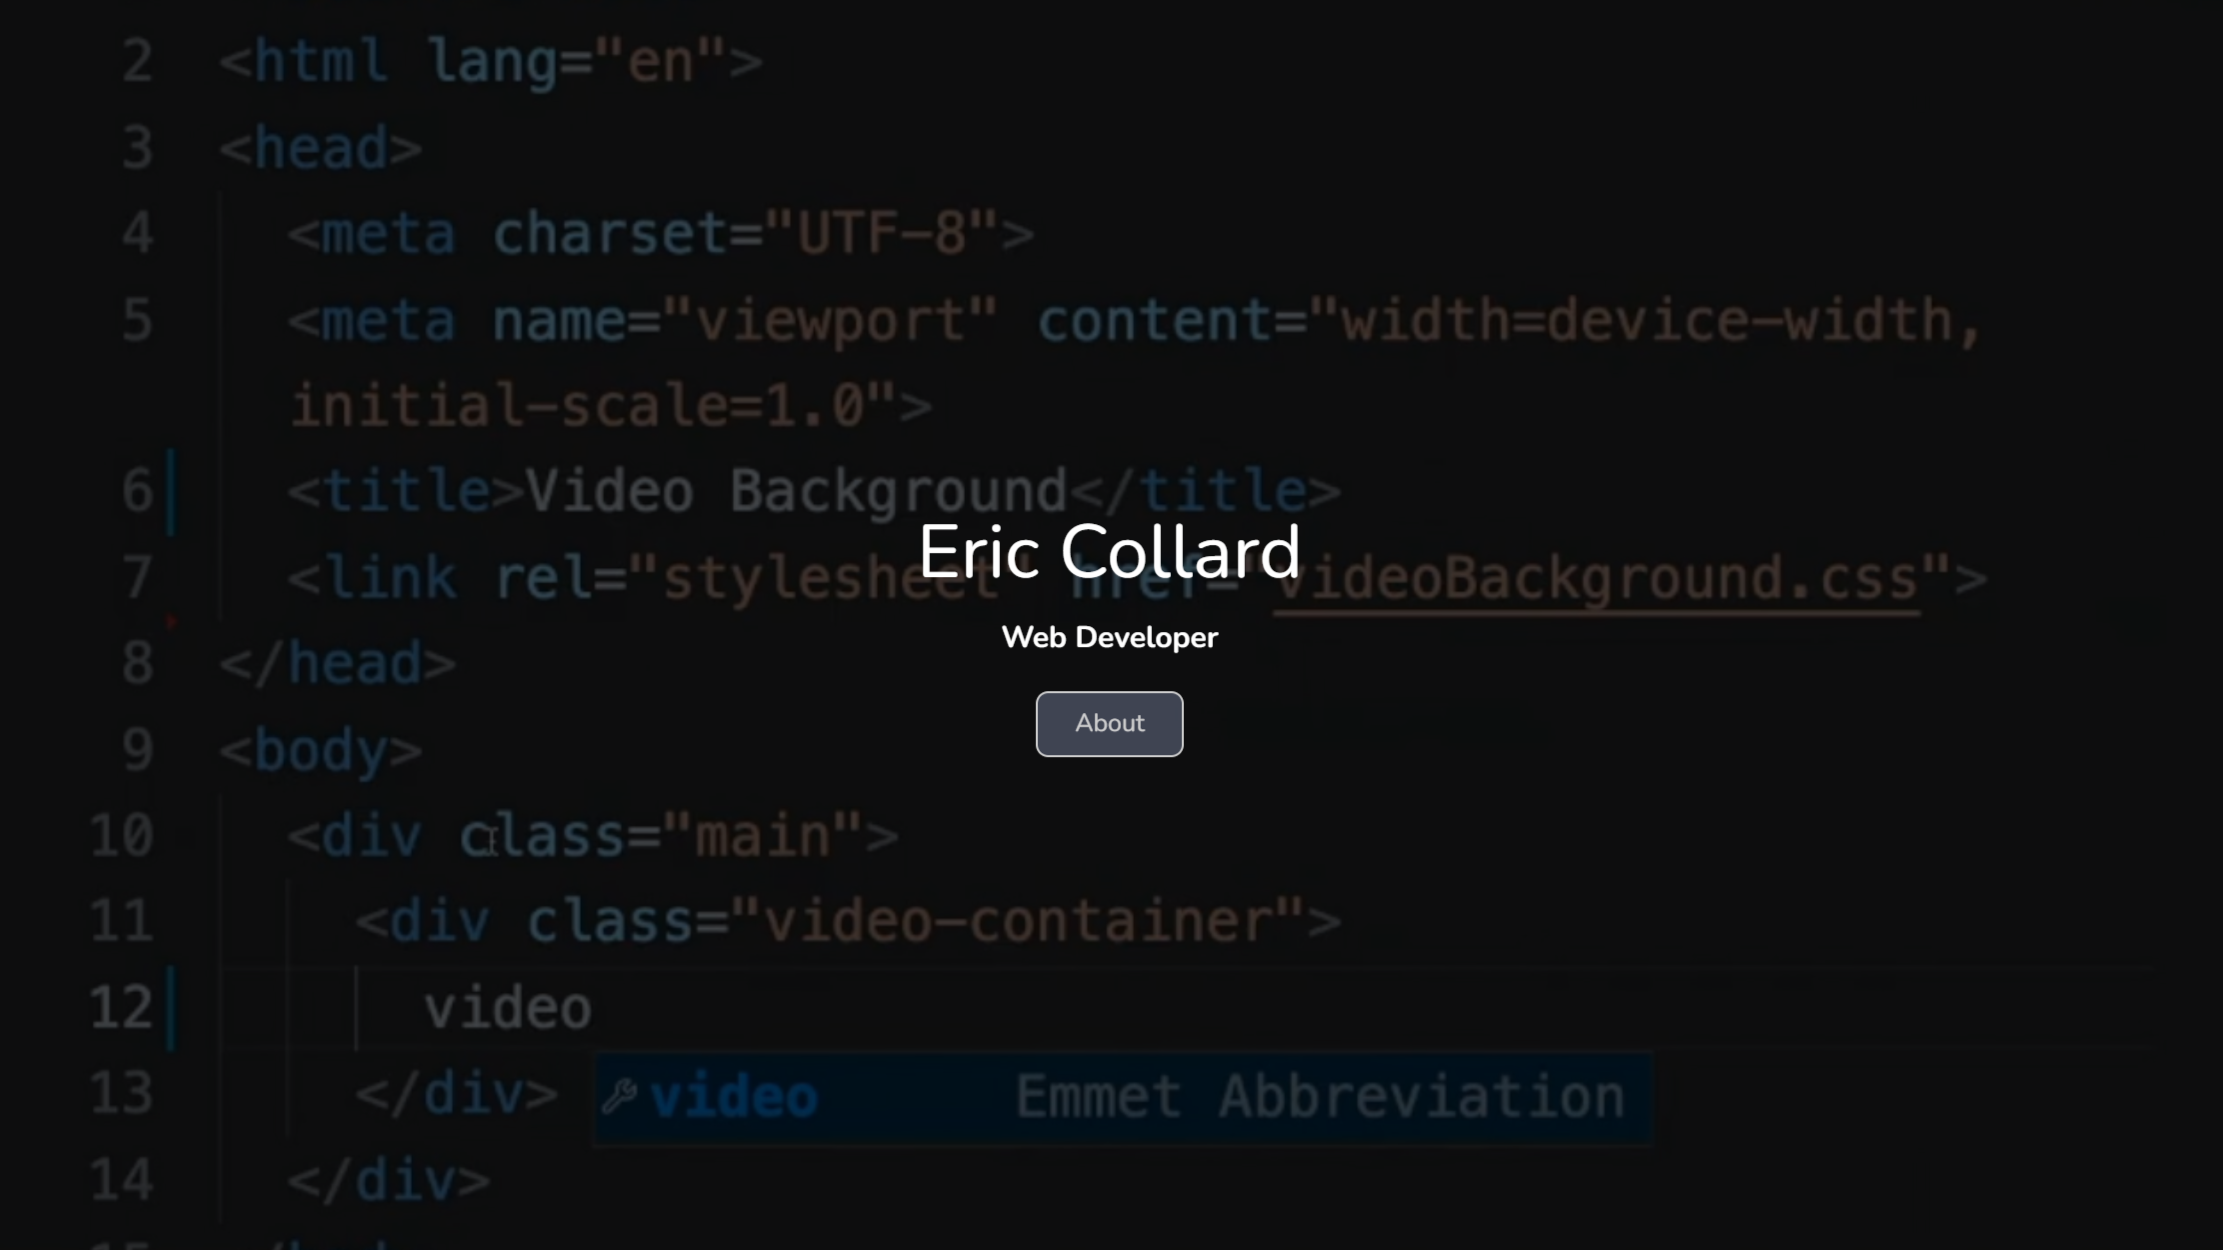 2 <html lang="en">
3 <head>
4 <meta charset="UTF-8">
5 <meta name="viewport" content="width=device-width,
initial-scale=1.0">
6 <title>Video Background</title>
Eric Collard
7 <link rel="stylesheet" href="videoBackground.css">
Web Developer
8 </head>
About
9 <body>
10 <div class="main">
11 <div class="video-container">
12 video
13 </div>
video Emmet Abbreviation
14 </div>